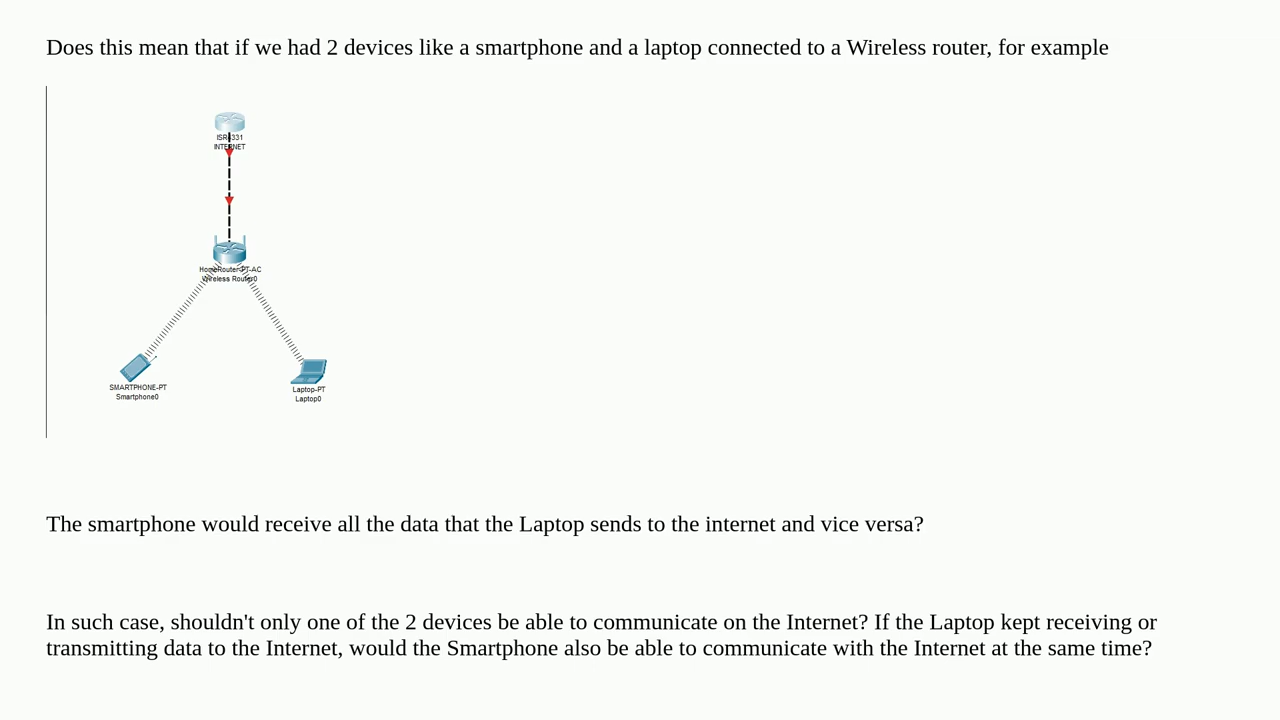 Does this mean that if we had 2 devices like a smartphone and a laptop connected to a Wireless router, for example
ISR4331
INTERNET
HomeRouter-PT-AC
Wireless Router0
SMARTPHONE-PT
Smartphone0
Laptop-PT
Laptop0
The smartphone would receive all the data that the Laptop sends to the internet and vice versa?
In such case, shouldn't only one of the 2 devices be able to communicate on the Internet? If the Laptop kept receiving or
transmitting data to the Internet, would the Smartphone also be able to communicate with the Internet at the same time?